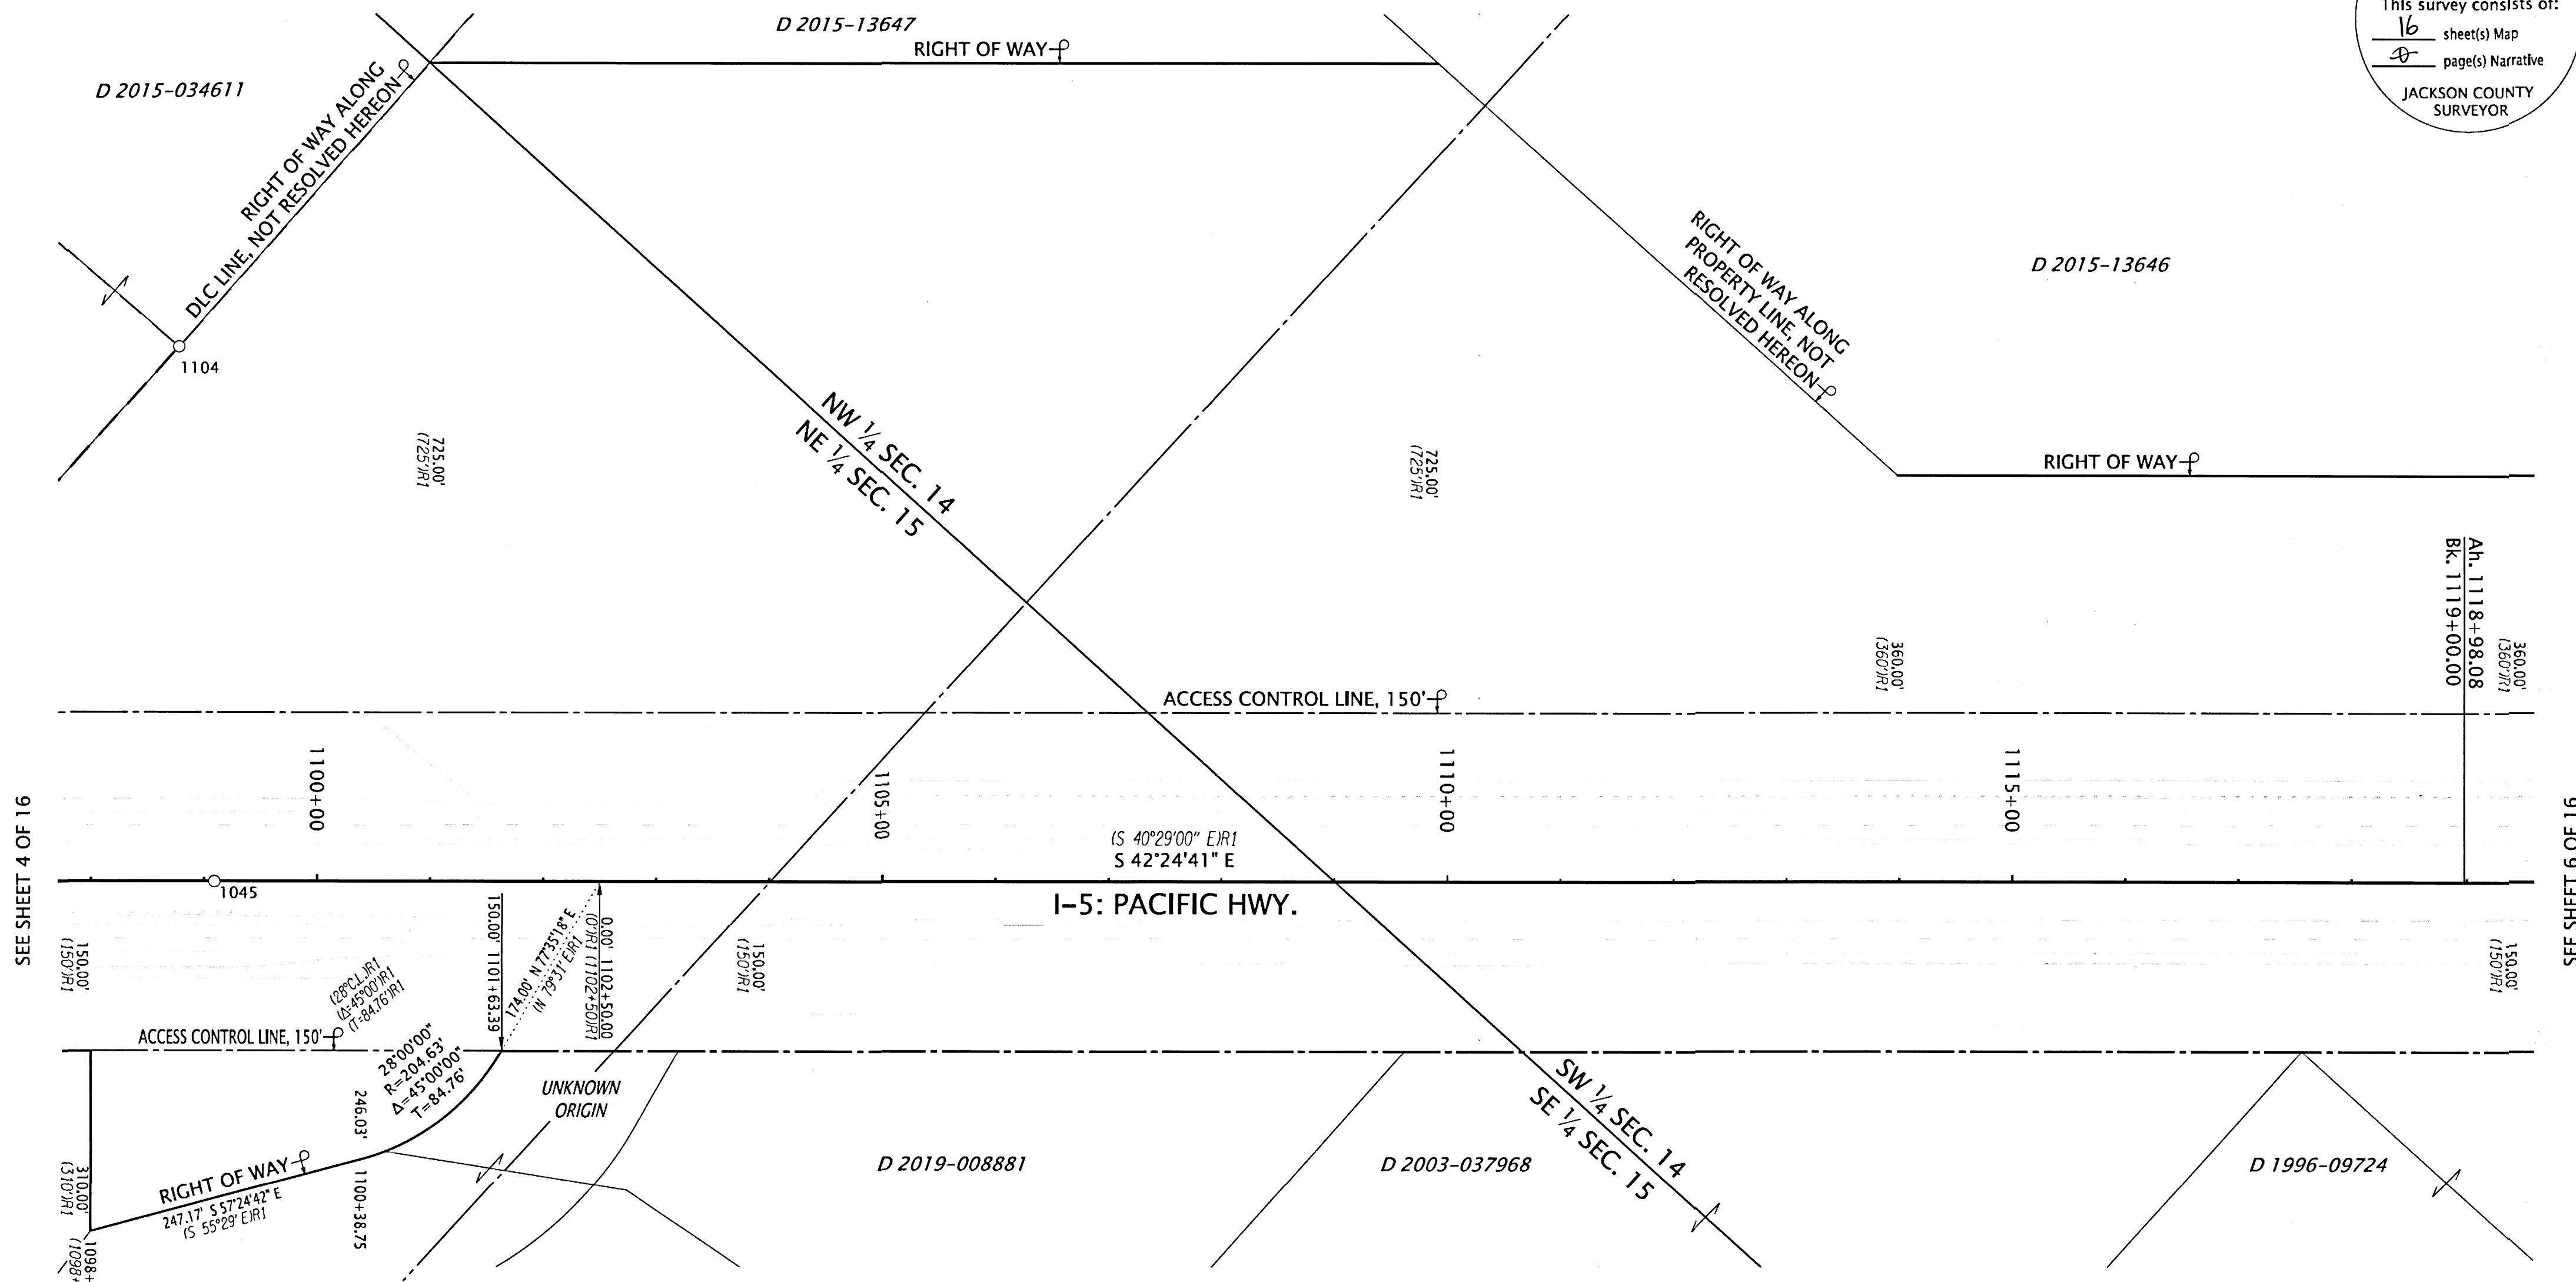 This survey consists of:
16 sheet(s) Map
0 page(s) Narrative
JACKSON COUNTY
SURVEYOR
D 2015-13647
RIGHT OF WAY
D 2015-034611
RIGHT OF WAY ALONG
DLC LINE, NOT RESOLVED HEREON
1104
RIGHT OF WAY ALONG
PROPERTY LINE, NOT
RESOLVED HEREON
D 2015-13646
RIGHT OF WAY
725.00'
(725')R1
NW ¼ SEC. 14
NE ¼ SEC. 15
725.00'
(725')R1
Ah. 1118+98.08
Bk. 1119+00.00
360.00'
(360')R1
360.00'
(360')R1
ACCESS CONTROL LINE, 150'
1100+00
1105+00
1110+00
1115+00
SEE SHEET 4 OF 16
SEE SHEET 6 OF 16
(S 40°29'00" E)R1
S 42°24'41" E
1045
I-5: PACIFIC HWY.
150.00'
(150')R1
150.00' 1101+63.39
174.00' N 77°35'18" E
(N 79°31' E)R1
0.00' 1102+50.00
(0')R1 (1102+50)R1
150.00'
(150')R1
150.00'
(150')R1
(28°C.L.)R1
(Δ=45°00')R1
(T=84.76')R1
ACCESS CONTROL LINE, 150'
28°00'00"
R=204.63'
Δ=45°00'00"
T=84.76'
246.03' 1100+38.75
UNKNOWN
ORIGIN
RIGHT OF WAY
247.17' S 57°24'42" E
(S 55°29' E)R1
310.00' 1098+
(310')R1 (1098+
D 2019-008881
D 2003-037968
SW ¼ SEC. 14
SE ¼ SEC. 15
D 1996-09724